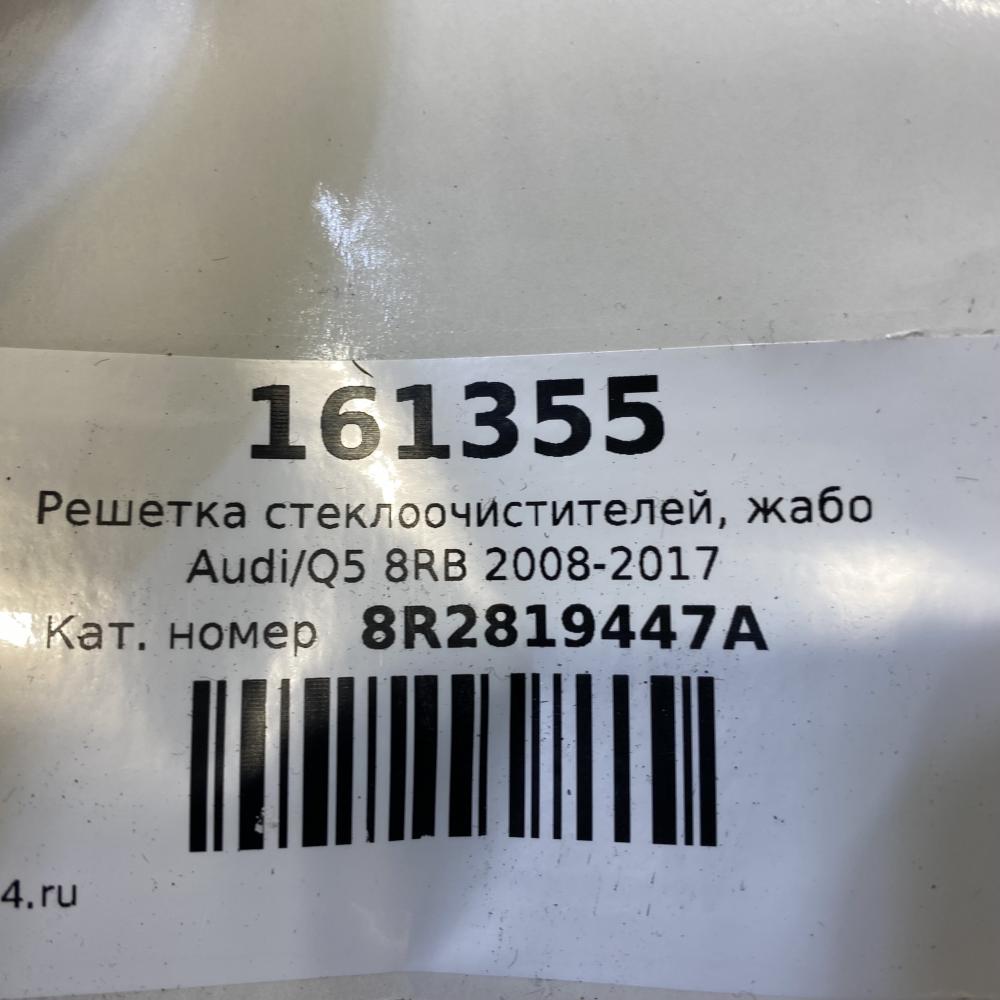 161355
Решетка стеклоочистителей, жабо
Audi/Q5 8RB 2008-2017
Кат. номер 8R2819447A
4.ru